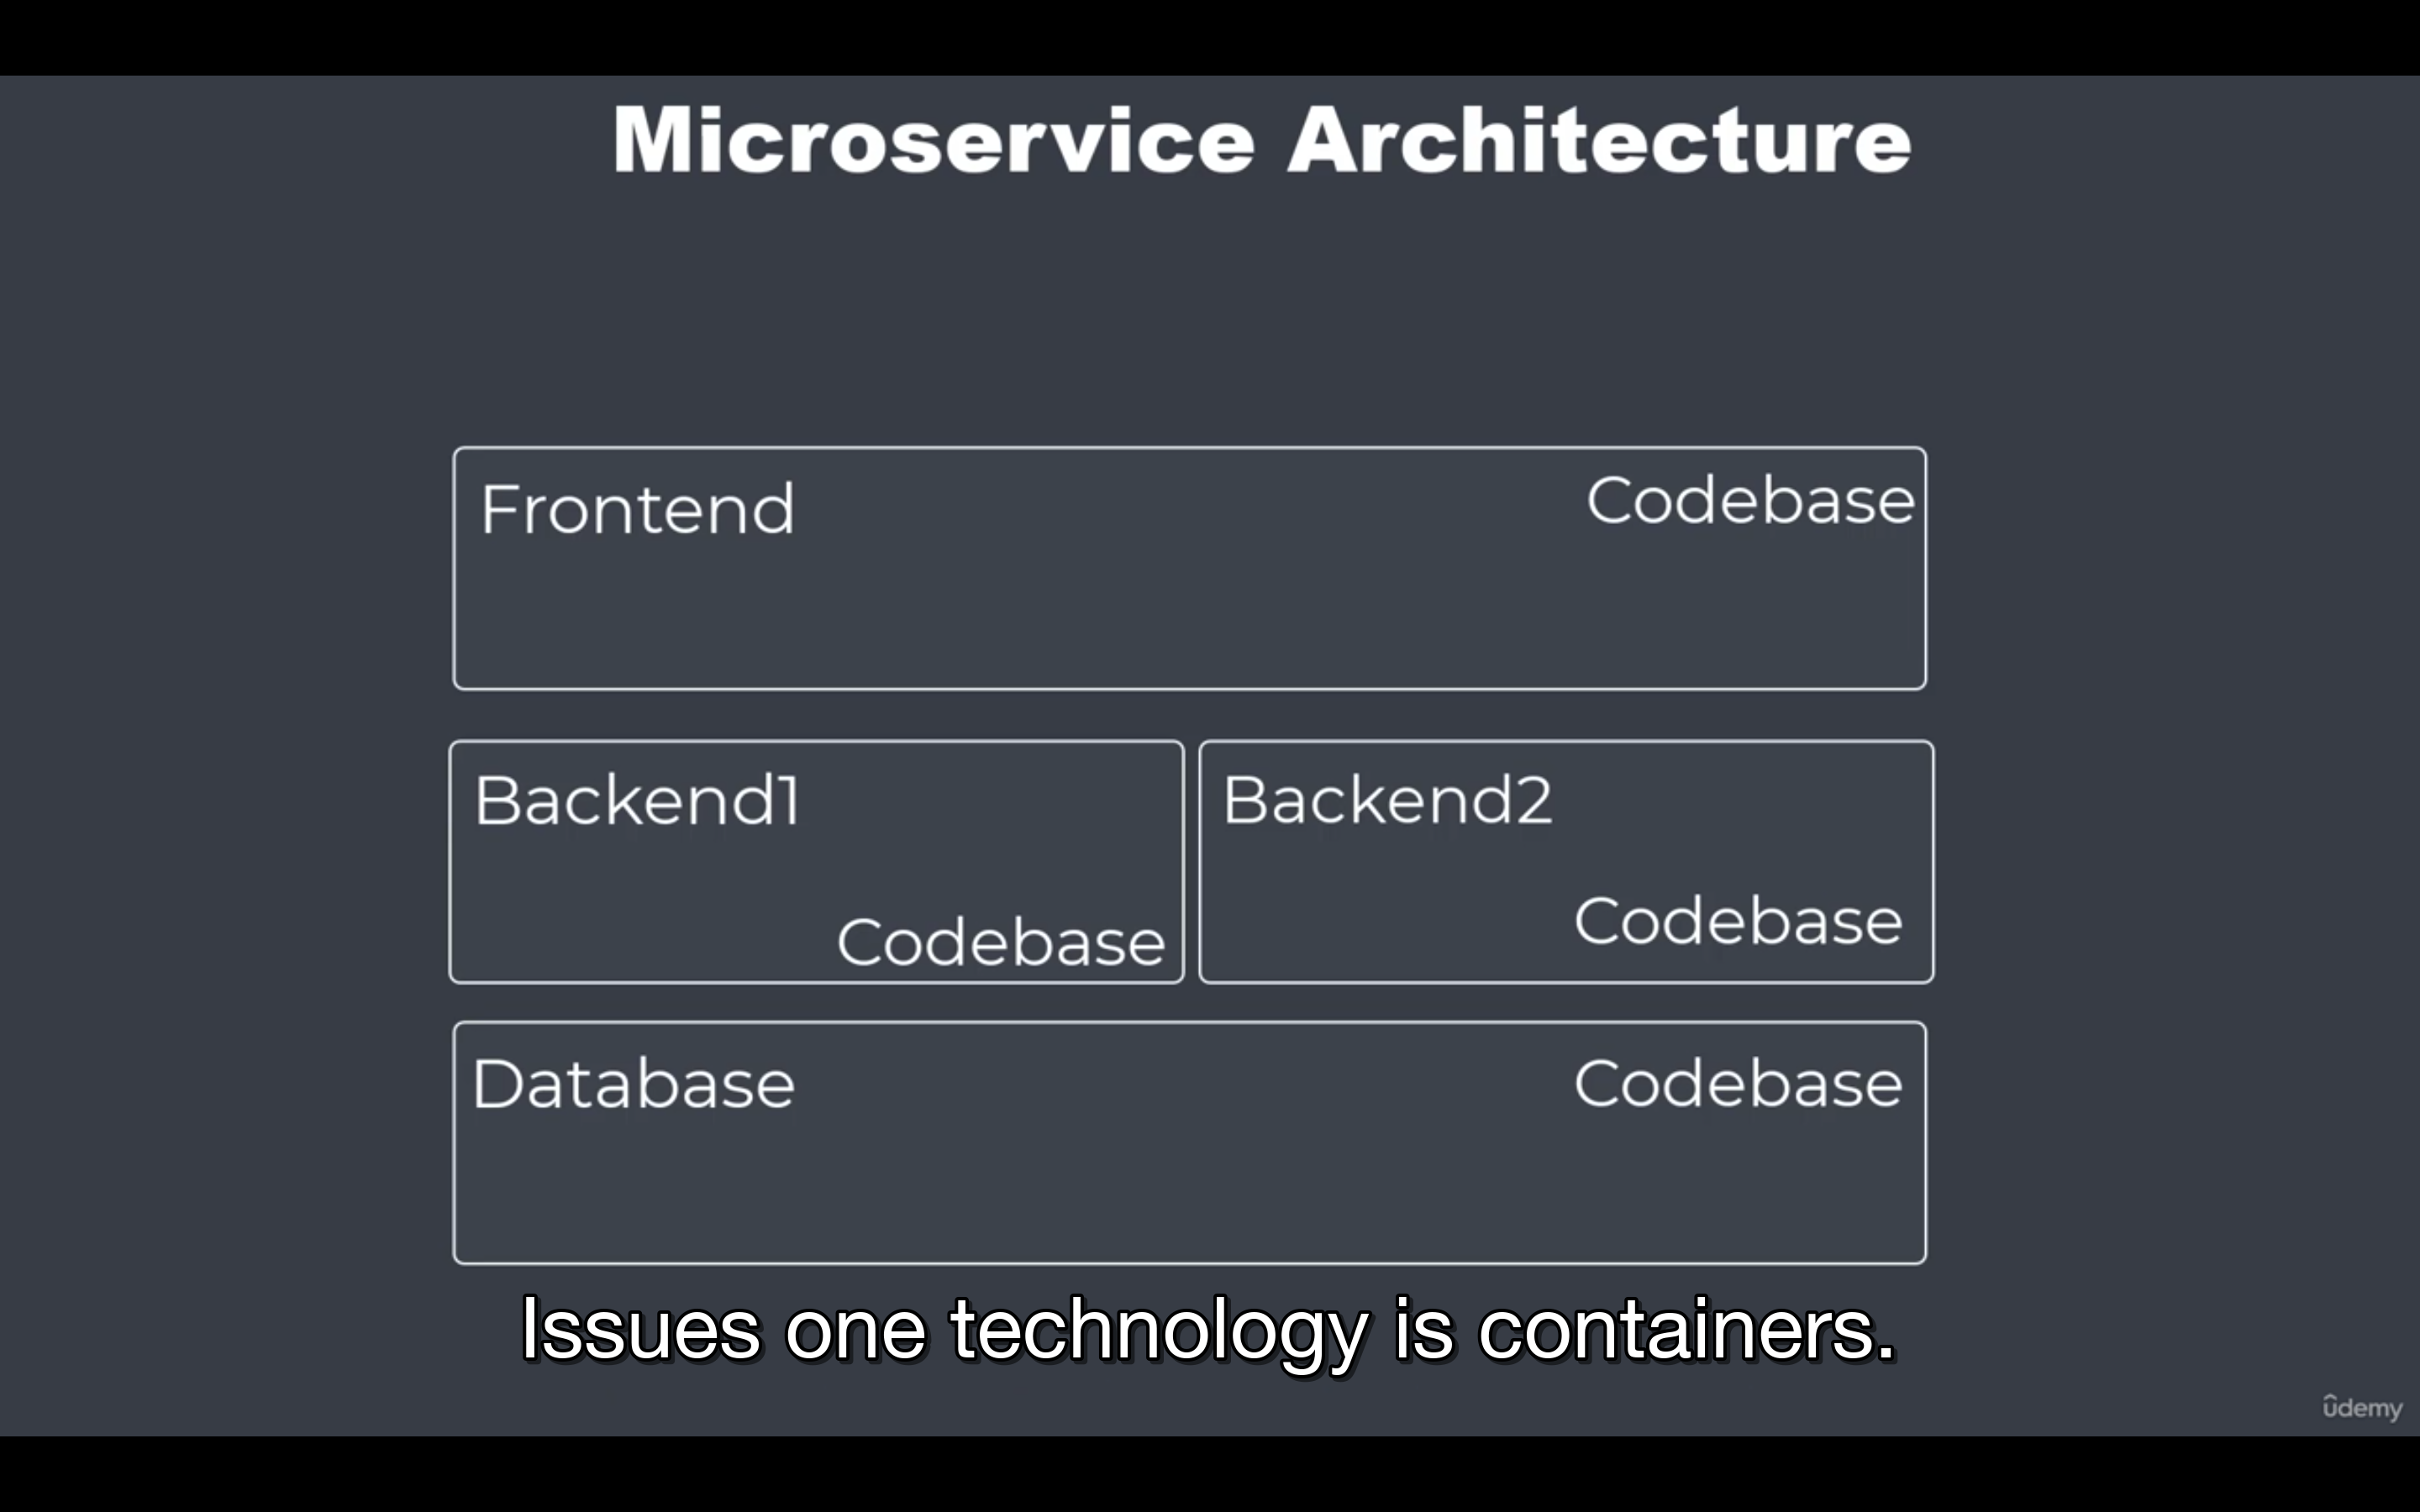 Microservice Architecture
Frontend
Codebase
Backend1
Codebase
Backend2
Codebase
Database
Codebase
Issues one technology is containers.
ûdemy